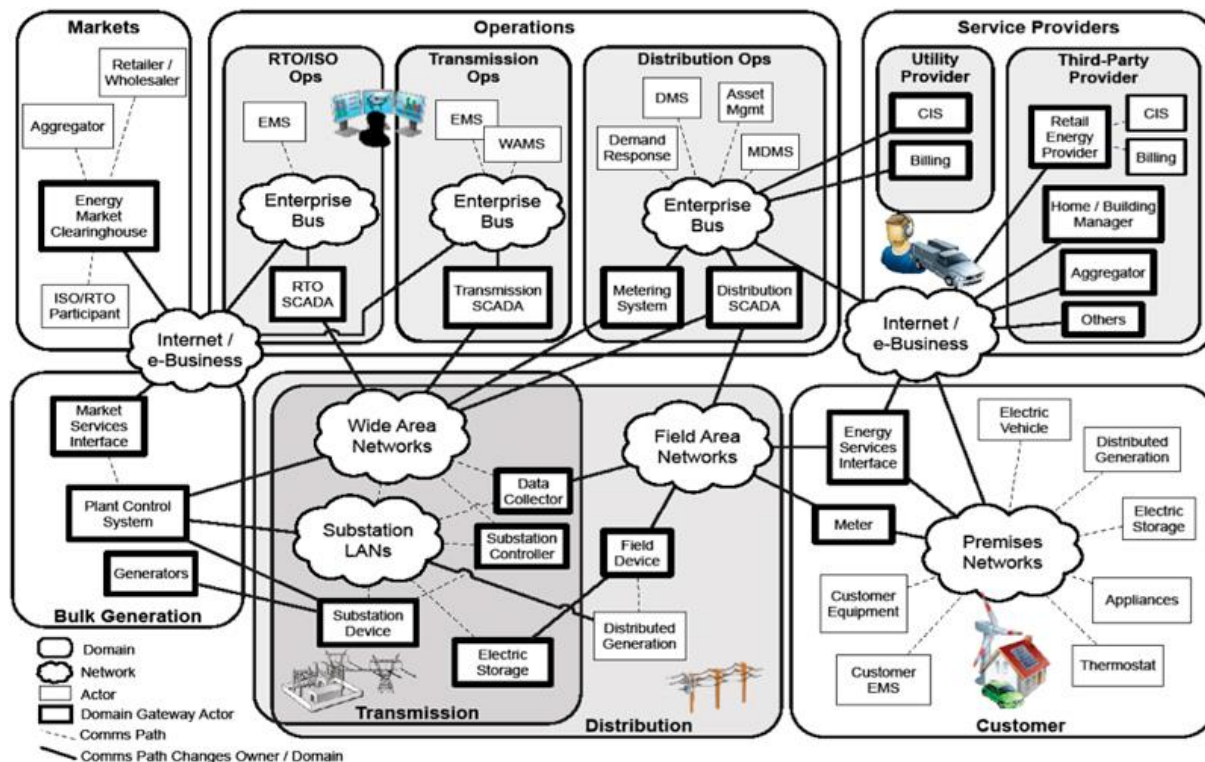 Markets
Retailer /
Wholesaler
Aggregator
Energy
Market
Clearinghouse
ISO/RTO
Participant
Internet /
e-Business
Operations
RTO/ISO
Ops
EMS
Enterprise
Bus
RTO
SCADA
Transmission
Ops
EMS
WAMS
Enterprise
Bus
Transmission
SCADA
Distribution Ops
DMS
Asset
Mgmt
Demand
Response
MDMS
Enterprise
Bus
Metering
System
Distribution
SCADA
Service Providers
Utility
Provider
CIS
Billing
Third-Party
Provider
Retail
Energy
Provider
CIS
Billing
Home / Building
Manager
Aggregator
Others
Internet /
e-Business
Market
Services
Interface
Plant Control
System
Generators
Bulk Generation
Wide Area
Networks
Substation
LANs
Data
Collector
Substation
Controller
Substation
Device
Electric
Storage
Transmission
Field Area
Networks
Field
Device
Distributed
Generation
Distribution
Energy
Services
Interface
Meter
Electric
Vehicle
Distributed
Generation
Electric
Storage
Premises
Networks
Customer
Equipment
Appliances
Customer
EMS
Thermostat
Customer
Domain
Network
Actor
Domain Gateway Actor
Comms Path
Comms Path Changes Owner / Domain